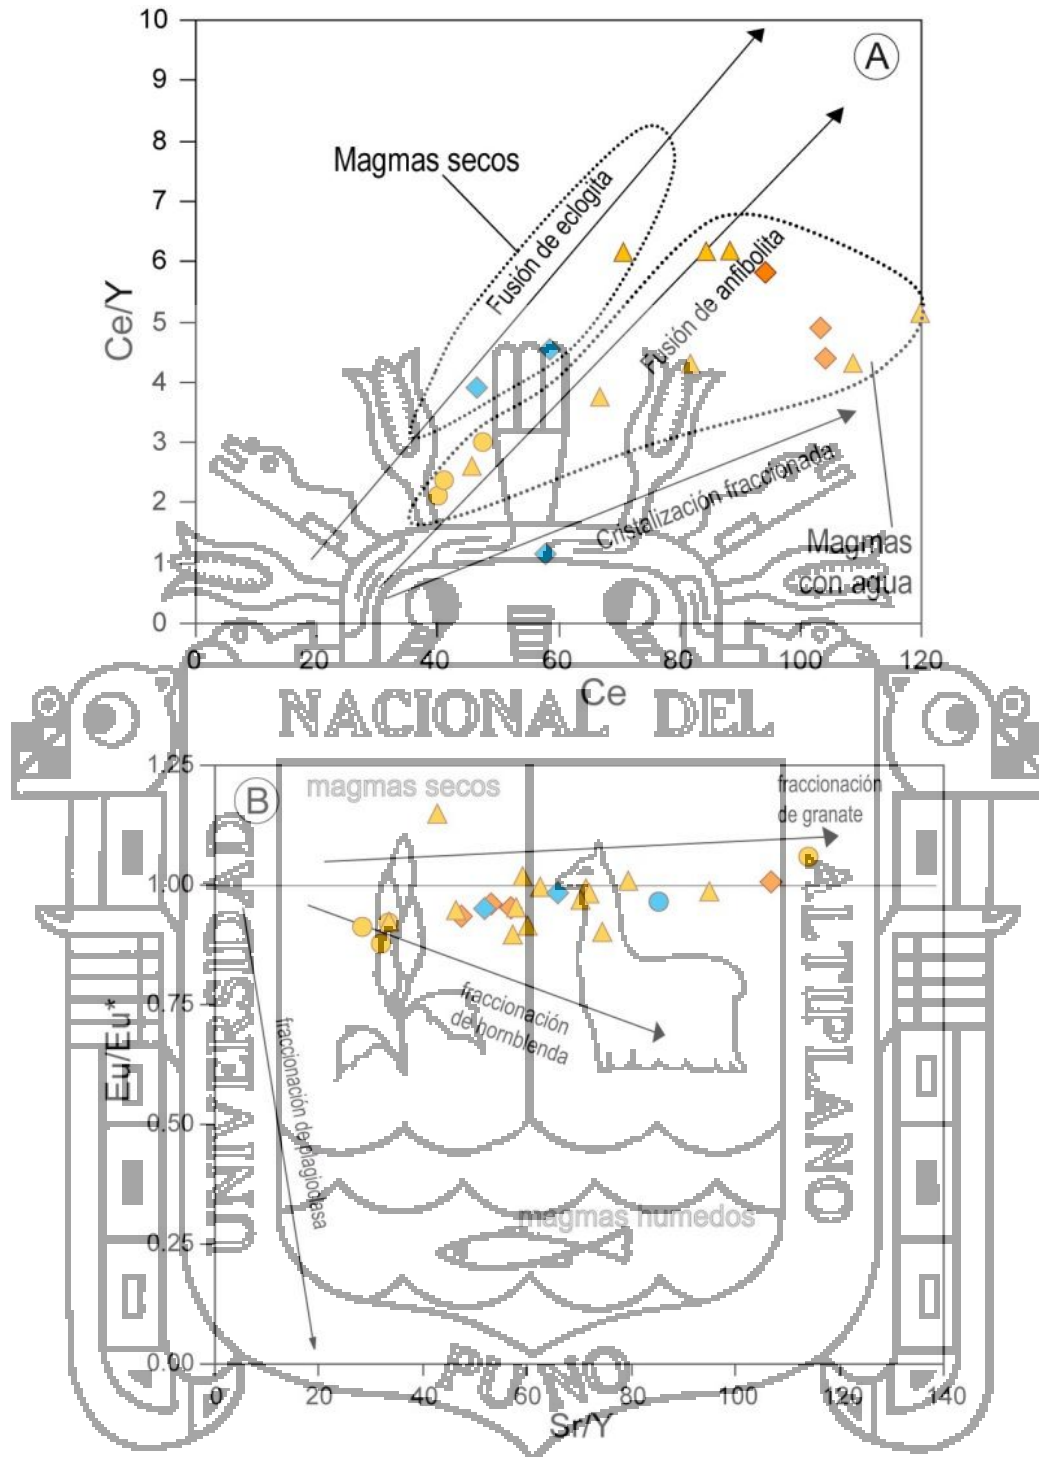 10
A
9
8
Magmas secos
7
Fusión de eclogita
6
Fusión de anfibolita
Ce/Y
5
4
3
Cristalización fraccionada
2
Magmas
con agua
1
0
0 20 40 60 80 100 120
Ce
NACIONAL DEL
1.25
B
magmas secos
fraccionación
de granate
1.00
UNIVERSIDAD
ALTIPLANO
0.75
fraccionación
de hornblenda
Eu/Eu*
fraccionación de plagioclasa
0.50
magmas humedos
0.25
0.00
PUNO
0 20 40 60 80 100 120 140
Sr/Y